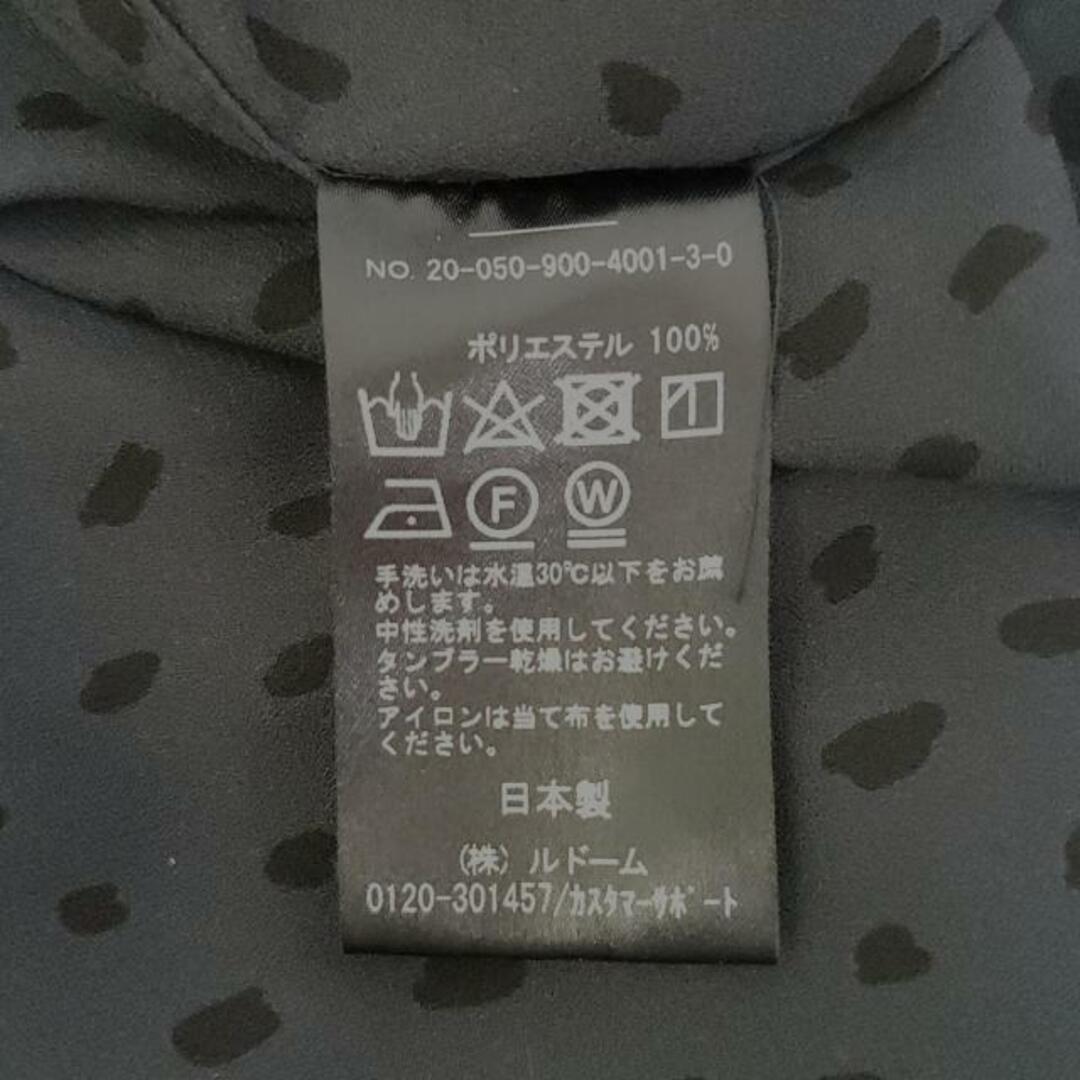 NO. 20-050-900-4001-3-0
ポリエステル 100%
F W
手洗いは水温30℃以下をお薦
めします。
中性洗剤を使用してください。
タンブラー乾燥はお避けくだ
さい。
アイロンは当て布を使用して
ください。
日本製
(株) ルドーム
0120-301457/カスタマーサポート